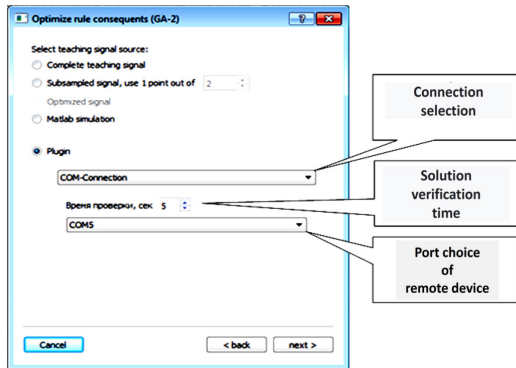 Optimize rule consequents (GA-2)
Select teaching signal source:
Complete teaching signal
Subsampled signal, use 1 point out of 2
Optimized signal
Matlab simulation
Plugin
COM-Connection
Время проверки, сек 5
COM5
Cancel
< back
next >
Connection
selection
Solution
verification
time
Port choice
of
remote device